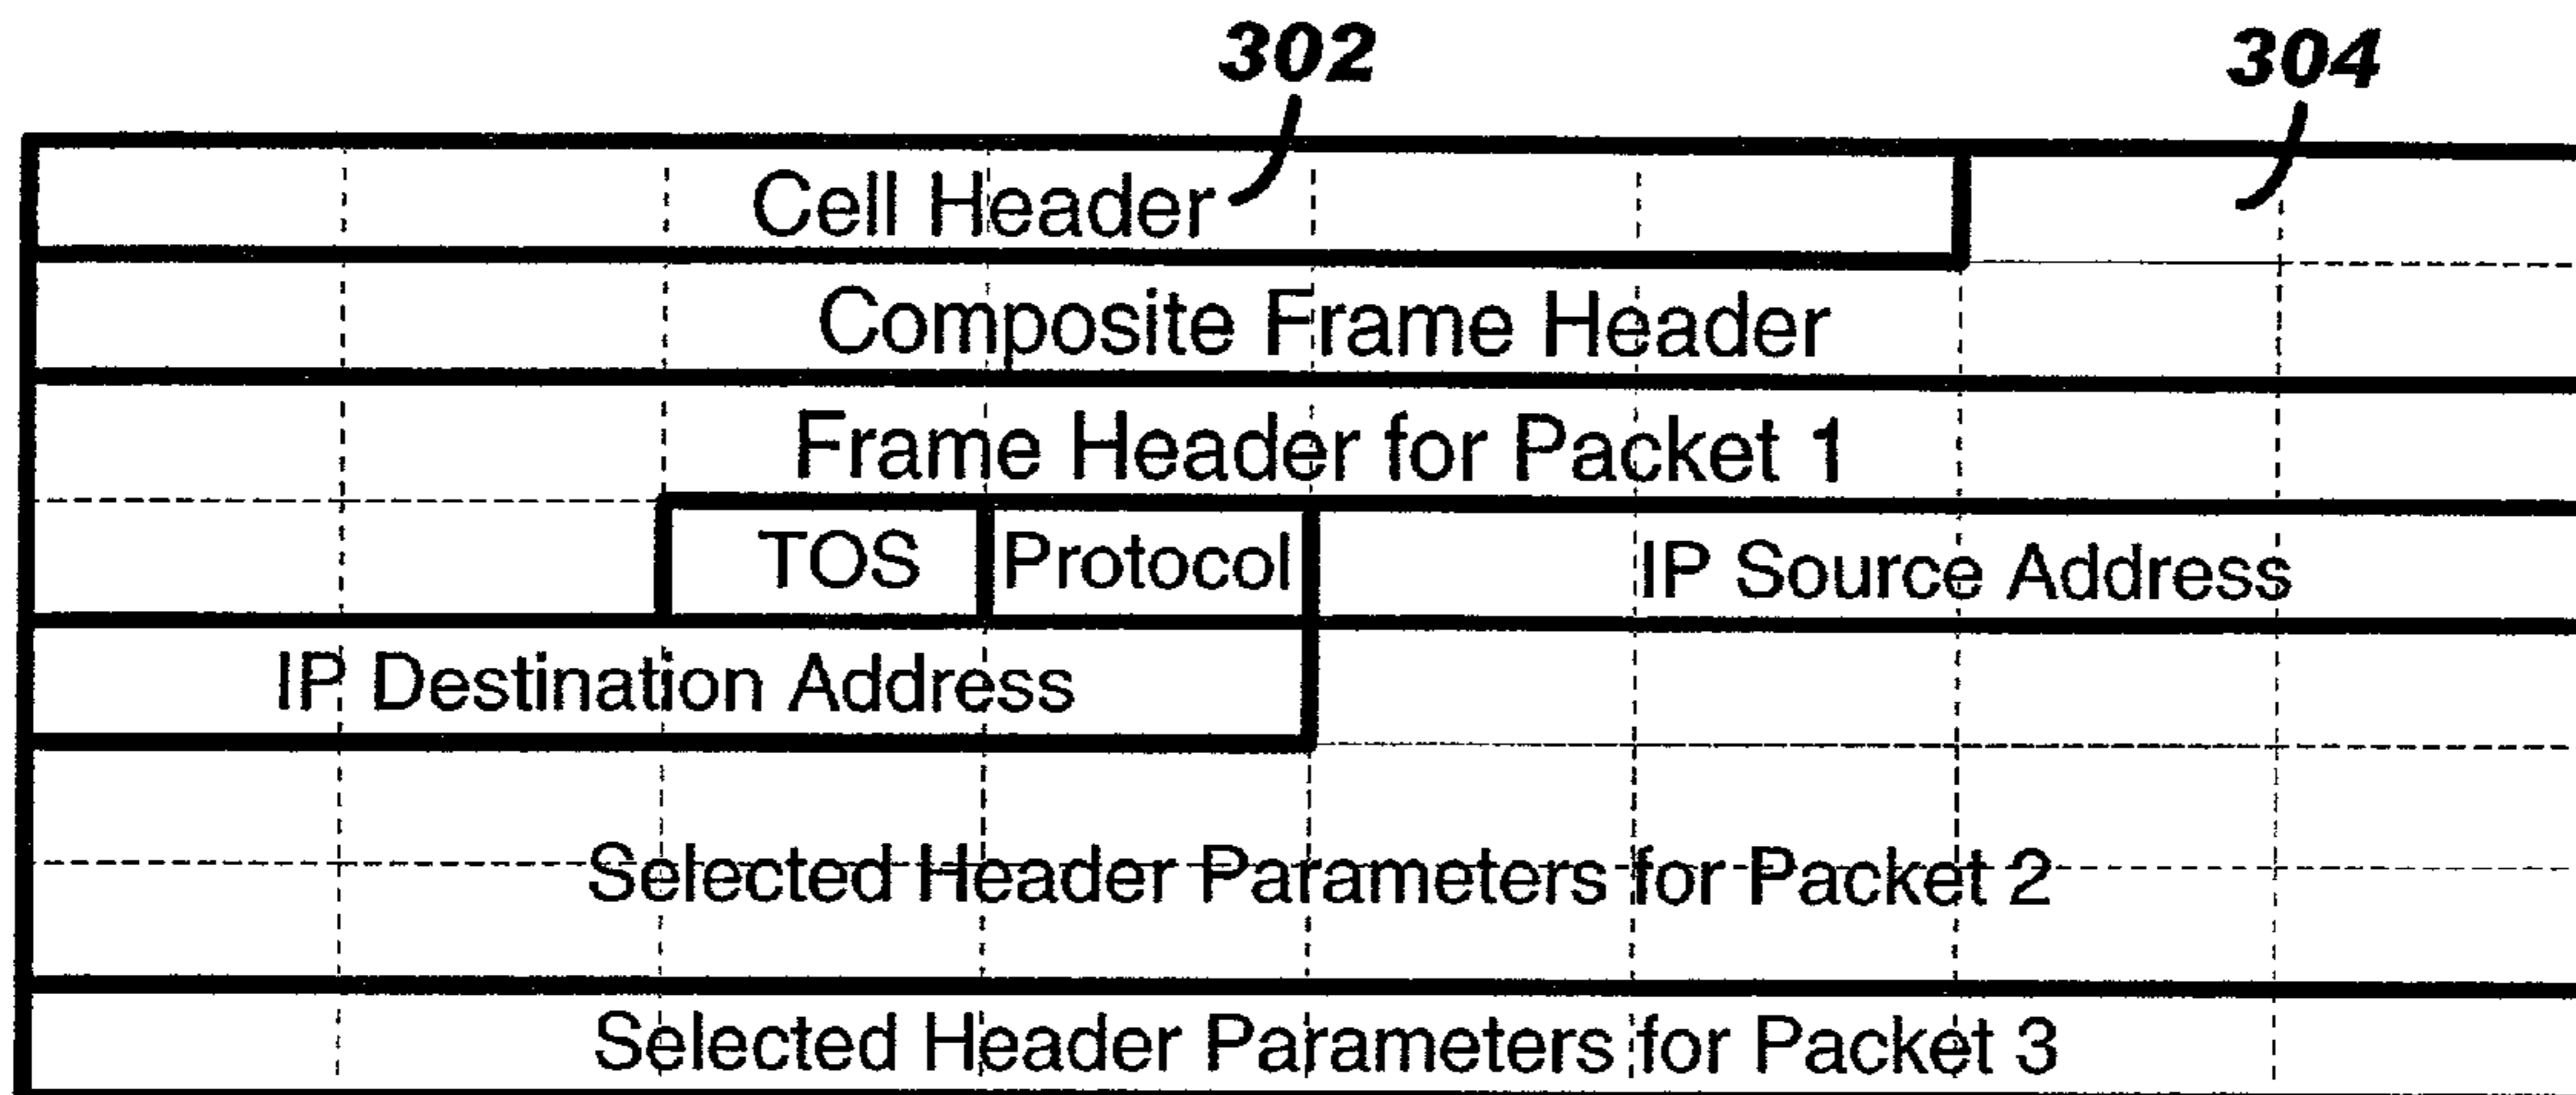 302 304
Cell Header
Composite Frame Header
Frame Header for Packet 1
TOS Protocol IP Source Address
IP Destination Address
Selected Header Parameters for Packet 2
Selected Header Parameters for Packet 3